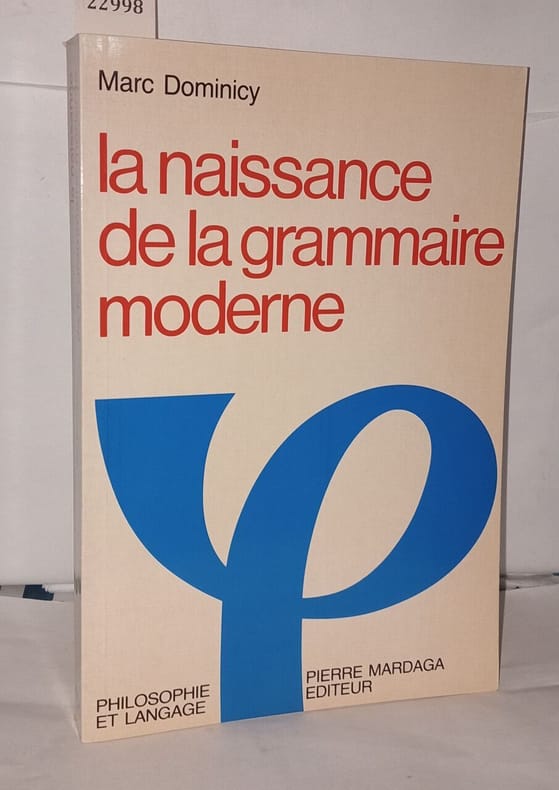 22998
Marc Dominicy
la naissance
de la grammaire
moderne
PHILOSOPHIE
ET LANGAGE
PIERRE MARDAGA
EDITEUR